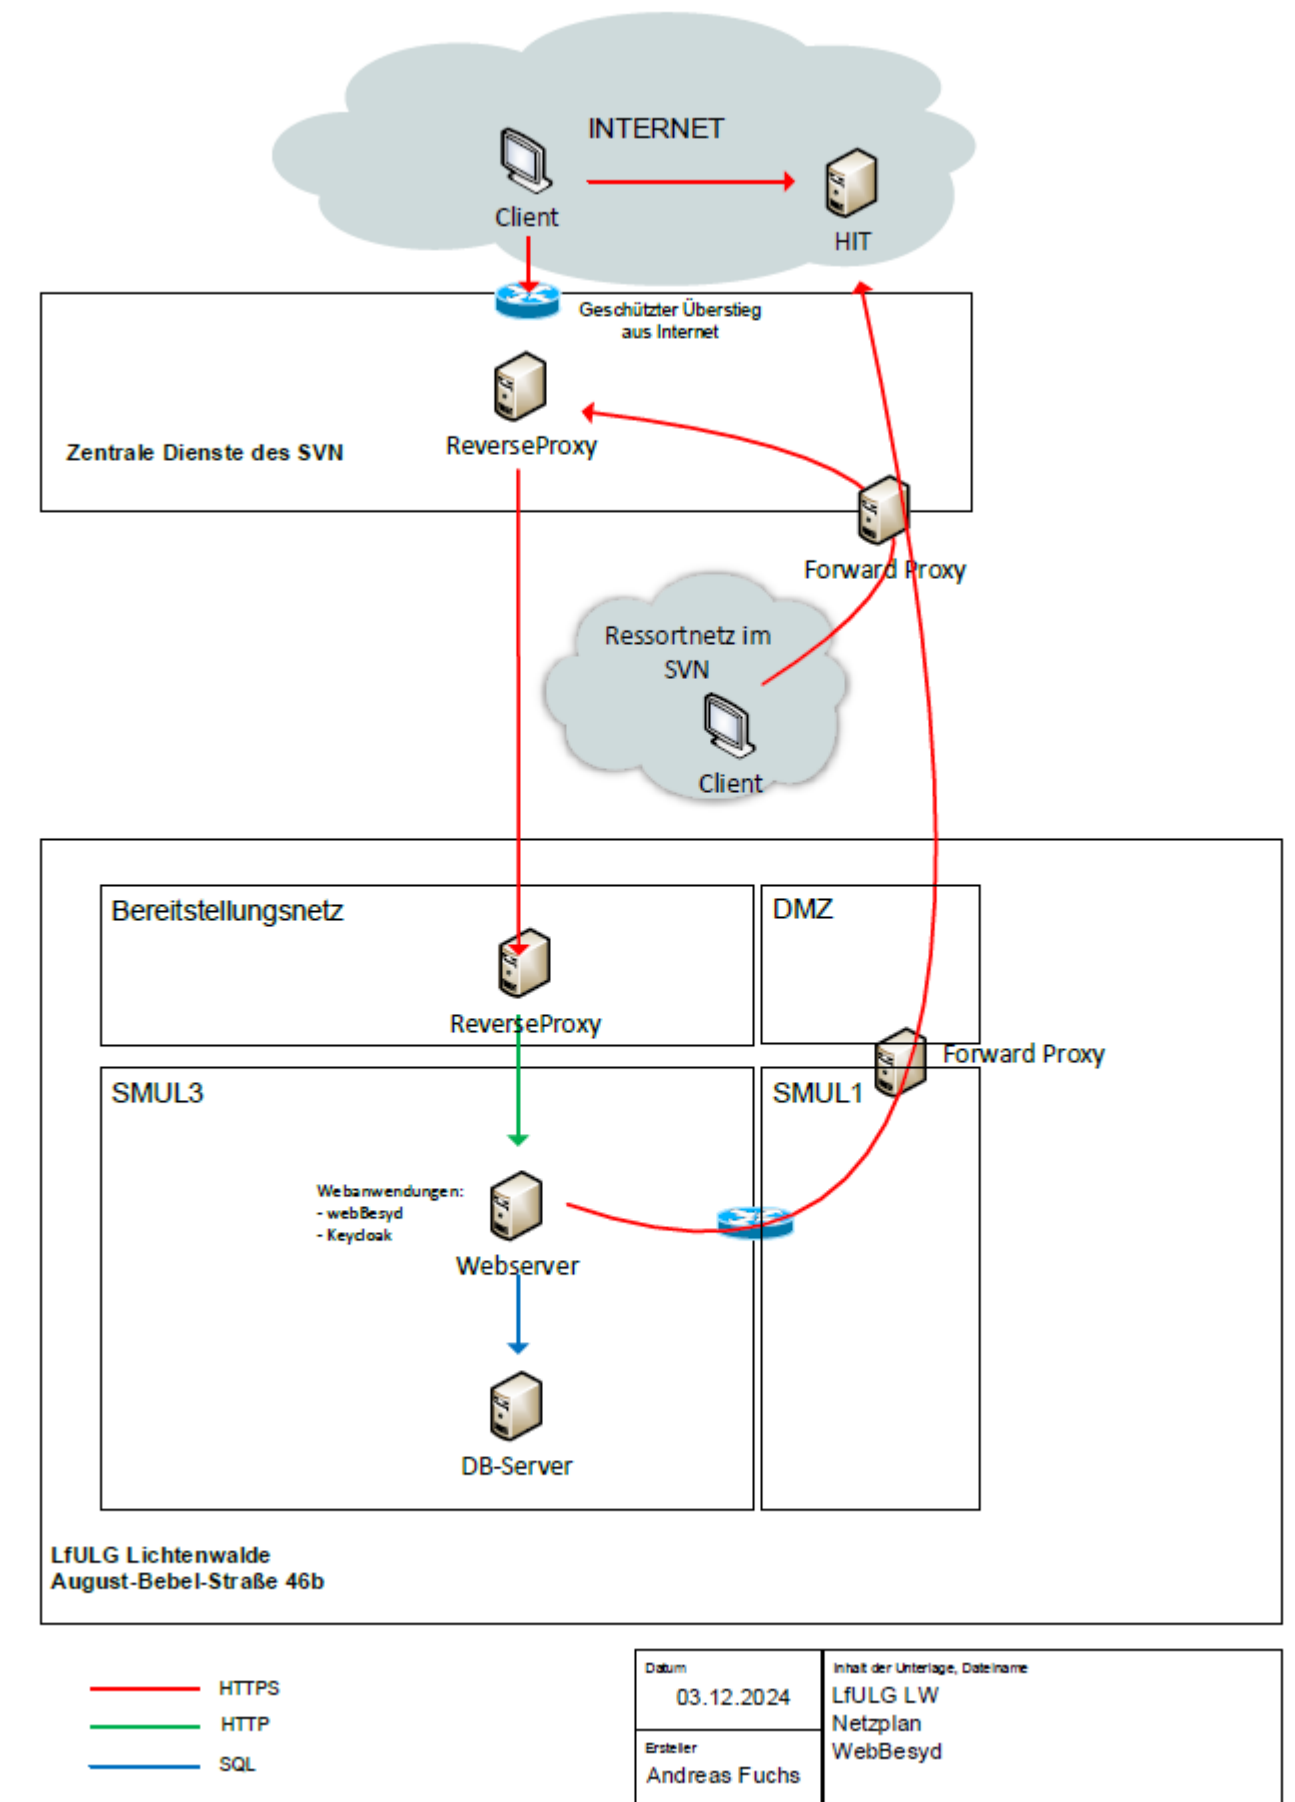 INTERNET
Client
HIT
Geschützter Überstieg
aus Internet
ReverseProxy
Zentrale Dienste des SVN
Forward Proxy
Ressortnetz im
SVN
Client
Bereitstellungsnetz
DMZ
ReverseProxy
Forward Proxy
SMUL3
SMUL1
Webanwendungen:
- webBesyd
- Keycloak
Webserver
DB-Server
LfULG Lichtenwalde
August-Bebel-Straße 46b
HTTPS
HTTP
SQL
Datum
03.12.2024
Ersteller
Andreas Fuchs
Inhalt der Unterlage, Dateiname
LfULG LW
Netzplan
WebBesyd